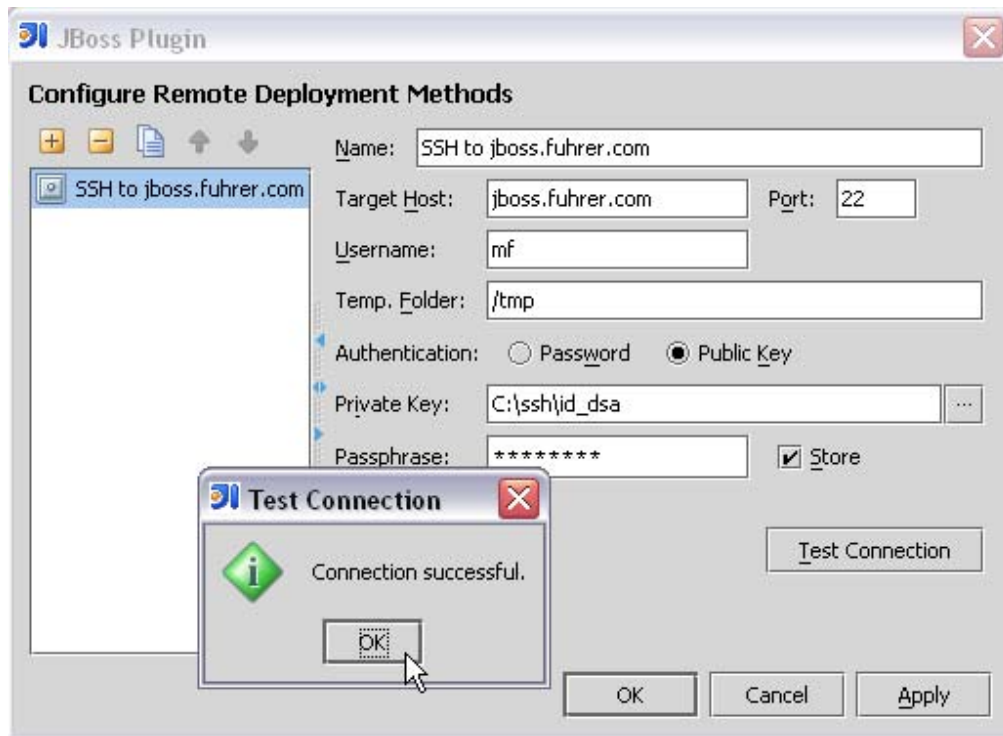 JBoss Plugin
Configure Remote Deployment Methods
SSH to jboss.fuhrer.com
Name: SSH to jboss.fuhrer.com
Target Host: jboss.fuhrer.com Port: 22
Username: mf
Temp. Folder: /tmp
Authentication: Password Public Key
Private Key: C:\ssh\id_dsa ...
Passphrase: ******** Store
Test Connection
Test Connection
Connection successful.
OK
OK Cancel Apply